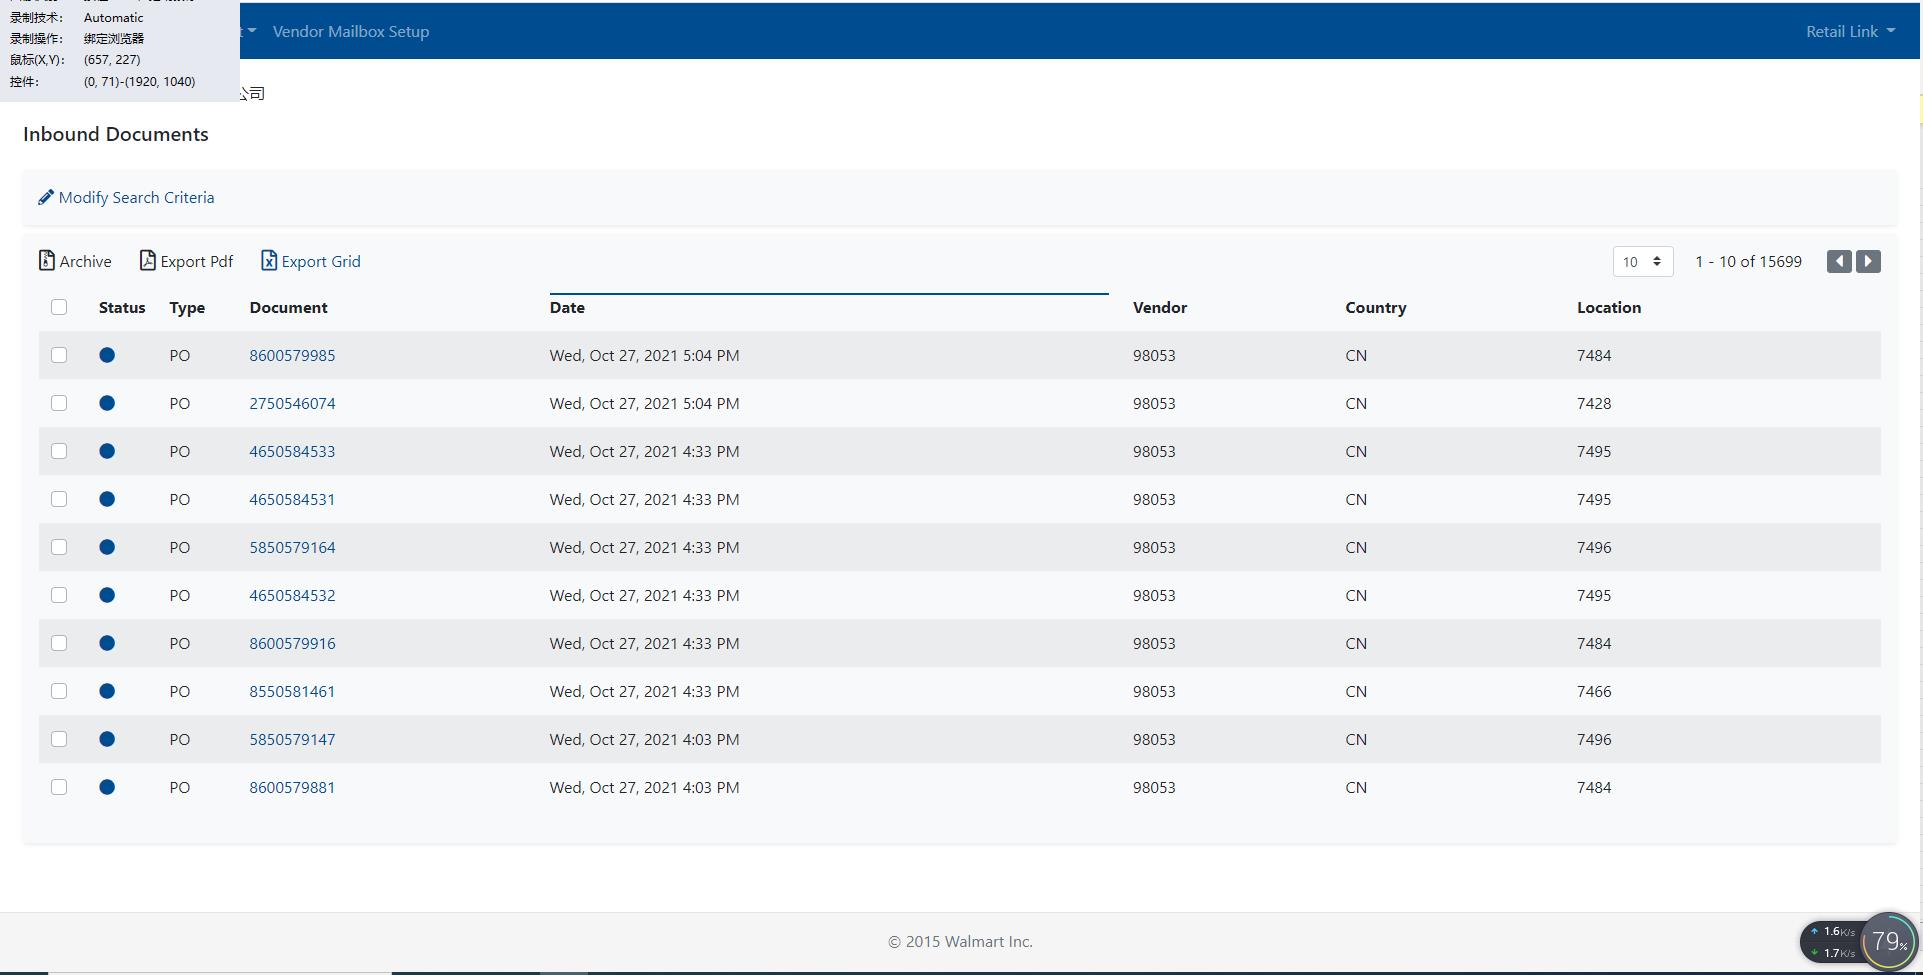 录制技术： Automatic
录制操作： 绑定浏览器
鼠标(X,Y)： (657, 227)
控件： (0, 71)-(1920, 1040)
Vendor Mailbox Setup
Retail Link
公司
Inbound Documents
Modify Search Criteria
Archive Export Pdf Export Grid 10 1 - 10 of 15699
Status Type Document Date Vendor Country Location
PO 8600579985 Wed, Oct 27, 2021 5:04 PM 98053 CN 7484
PO 2750546074 Wed, Oct 27, 2021 5:04 PM 98053 CN 7428
PO 4650584533 Wed, Oct 27, 2021 4:33 PM 98053 CN 7495
PO 4650584531 Wed, Oct 27, 2021 4:33 PM 98053 CN 7495
PO 5850579164 Wed, Oct 27, 2021 4:33 PM 98053 CN 7496
PO 4650584532 Wed, Oct 27, 2021 4:33 PM 98053 CN 7495
PO 8600579916 Wed, Oct 27, 2021 4:33 PM 98053 CN 7484
PO 8550581461 Wed, Oct 27, 2021 4:33 PM 98053 CN 7466
PO 5850579147 Wed, Oct 27, 2021 4:03 PM 98053 CN 7496
PO 8600579881 Wed, Oct 27, 2021 4:03 PM 98053 CN 7484
© 2015 Walmart Inc.
1.6K/s
1.7K/s
79%